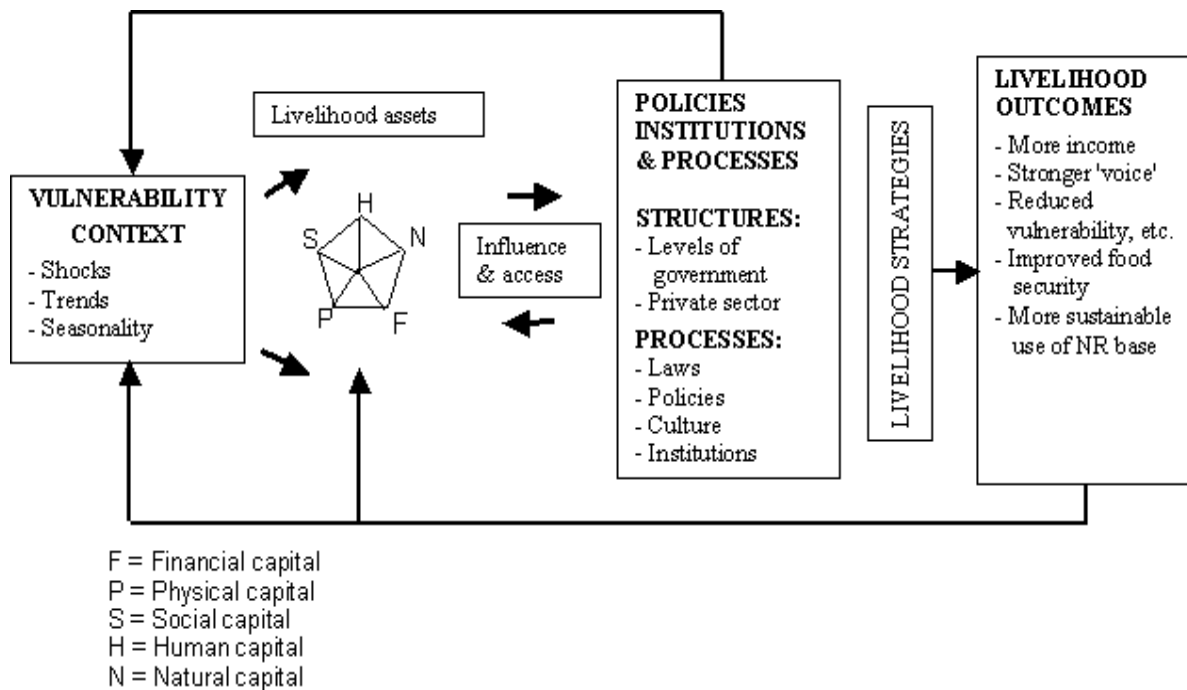 Livelihood assets
VULNERABILITY
CONTEXT
- Shocks
- Trends
- Seasonality
H
S
N
P
F
Influence
& access
POLICIES
INSTITUTIONS
& PROCESSES
STRUCTURES:
- Levels of
government
- Private sector
PROCESSES:
- Laws
- Policies
- Culture
- Institutions
LIVELIHOOD STRATEGIES
LIVELIHOOD
OUTCOMES
- More income
- Stronger 'voice'
- Reduced
vulnerability, etc.
- Improved food
security
- More sustainable
use of NR base
F = Financial capital
P = Physical capital
S = Social capital
H = Human capital
N = Natural capital